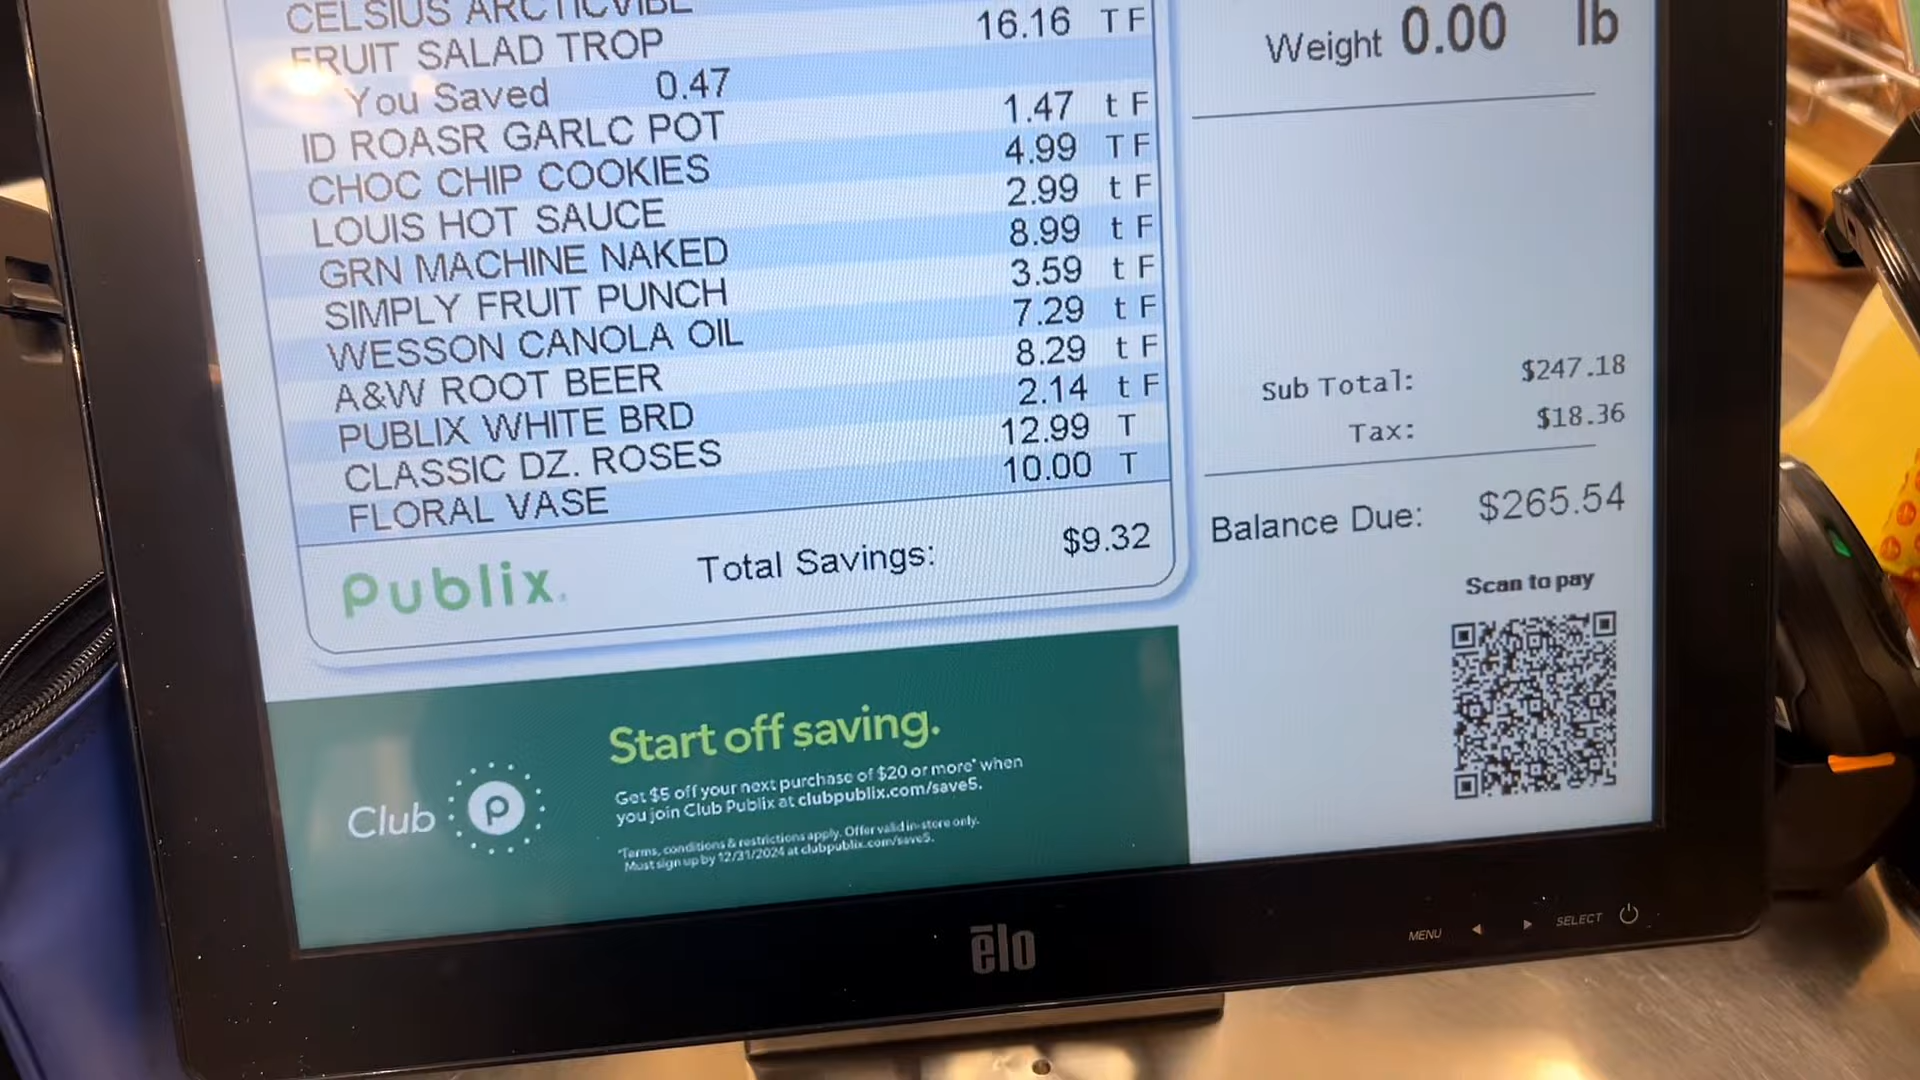 CELSIUS ARCTICVIBE
FRUIT SALAD TROP 16.16 T F
You Saved 0.47
ID ROASR GARLC POT 1.47 t F
CHOC CHIP COOKIES 4.99 T F
LOUIS HOT SAUCE 2.99 t F
GRN MACHINE NAKED 8.99 t F
SIMPLY FRUIT PUNCH 3.59 t F
WESSON CANOLA OIL 7.29 t F
A&W ROOT BEER 8.29 t F
PUBLIX WHITE BRD 2.14 t F
CLASSIC DZ. ROSES 12.99 T
FLORAL VASE 10.00 T
Publix.
Total Savings: $9.32
Weight 0.00 lb
Sub Total: $247.18
Tax: $18.36
Balance Due: $265.54
Scan to pay
Club P
Start off saving.
Get $5 off your next purchase of $20 or more* when
you join Club Publix at clubpublix.com/save5.
*Terms, conditions & restrictions apply. Offer valid in-store only.
Must sign up by 12/31/2024 at clubpublix.com/save5.
elo
MENU SELECT